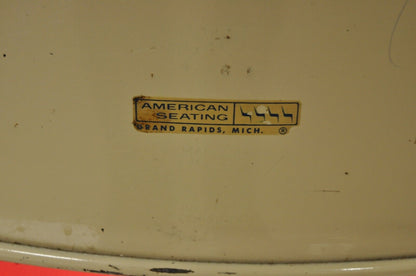 AMERICAN
SEATING
GRAND RAPIDS, MICH. ®